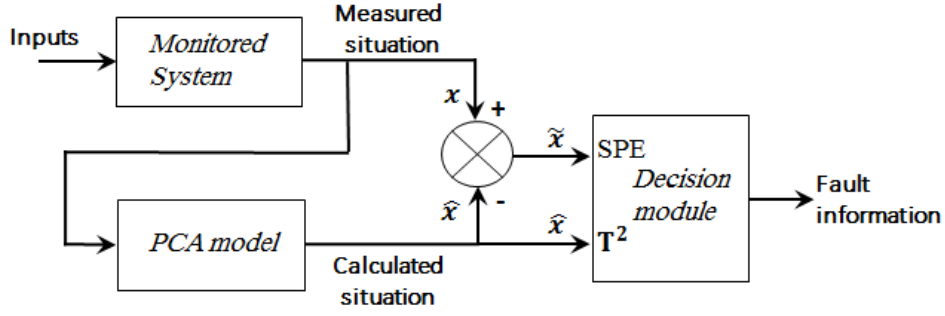 Inputs
Monitored
System
Measured
situation
x
+
x̃
SPE
Decision
module
Fault
information
x̂
-
x̂
T²
PCA model
Calculated
situation